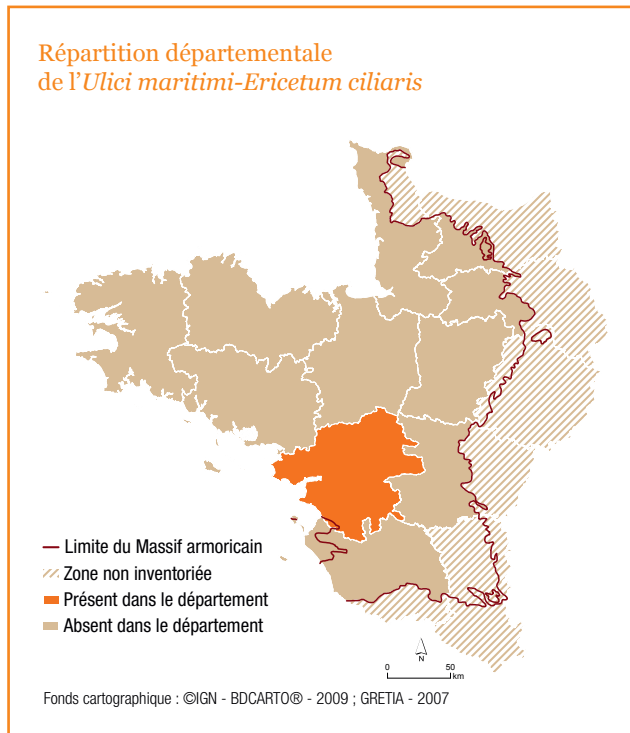 Répartition départementale
de l'Ulici maritimi-Ericetum ciliaris
Limite du Massif armoricain
Zone non inventoriée
Présent dans le département
Absent dans le département
N
0 50
km
Fonds cartographique : ©IGN - BDCARTO® - 2009 ; GRETIA - 2007